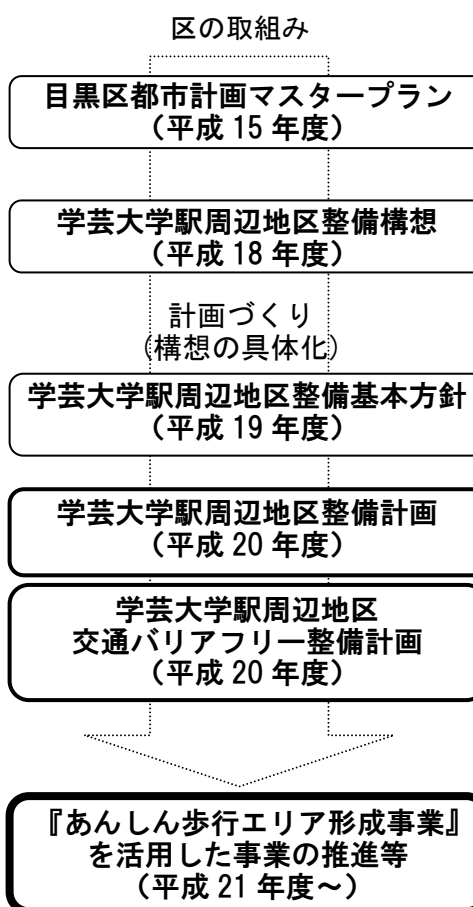 区の取組み
目黒区都市計画マスタープラン
（平成 15 年度）
学芸大学駅周辺地区整備構想
（平成 18 年度）
計画づくり
(構想の具体化)
学芸大学駅周辺地区整備基本方針
（平成 19 年度）
学芸大学駅周辺地区整備計画
（平成 20 年度）
学芸大学駅周辺地区
交通バリアフリー整備計画
（平成 20 年度）
『あんしん歩行エリア形成事業』
を活用した事業の推進等
（平成 21 年度～）